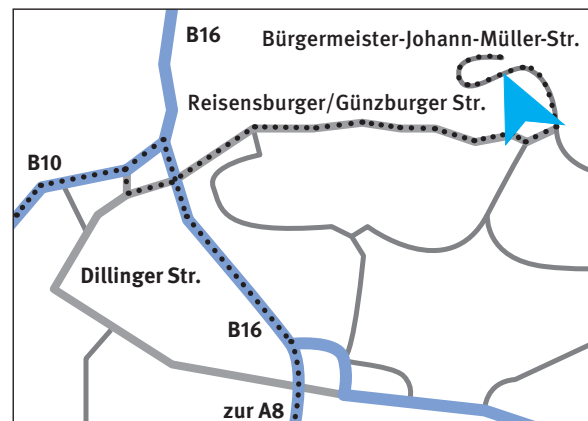 B16
Bürgermeister-Johann-Müller-Str.
Reisensburger/Günzburger Str.
B10
Dillinger Str.
B16
zur A8